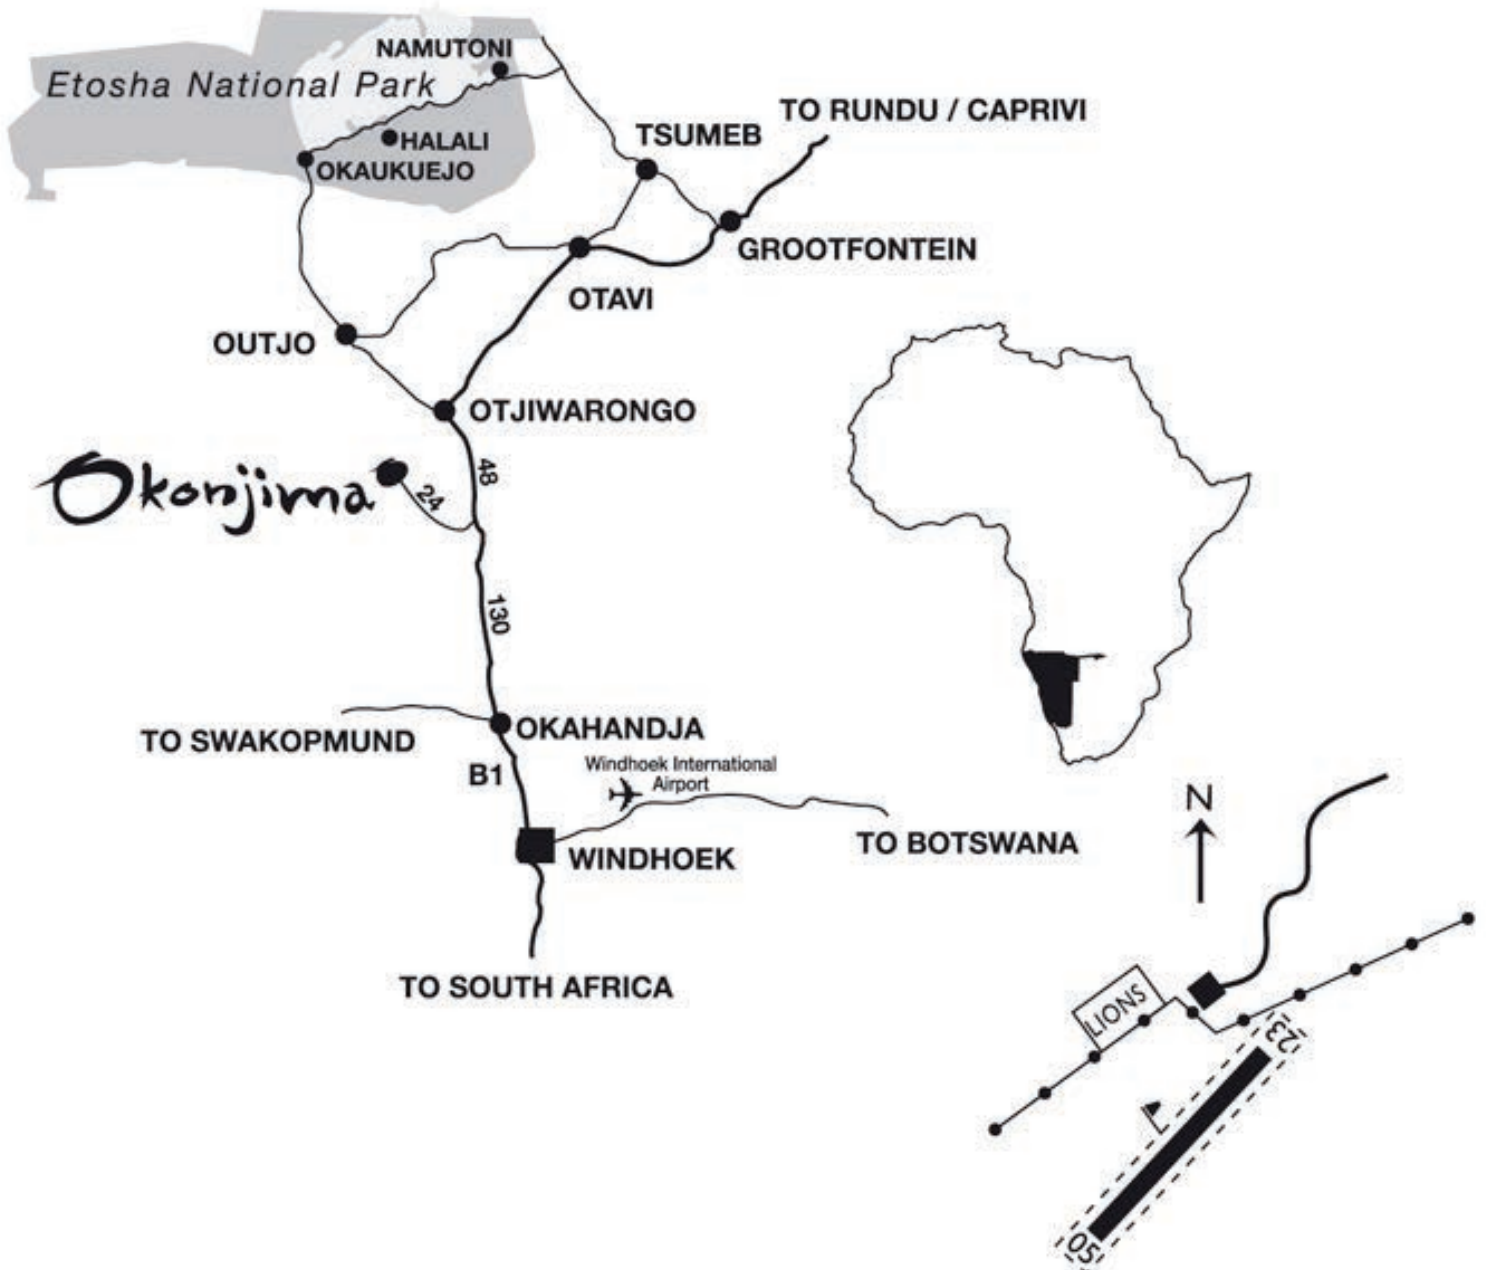 NAMUTONI
Etosha National Park
HALALI
OKAUKUEJO
TO RUNDU / CAPRIVI
TSUMEB
GROOTFONTEIN
OTAVI
OUTJO
OTJIWARONGO
Okonjima
24
48
130
TO SWAKOPMUND
OKAHANDJA
B1
Windhoek International
Airport
TO BOTSWANA
WINDHOEK
TO SOUTH AFRICA
N
LIONS
23
05